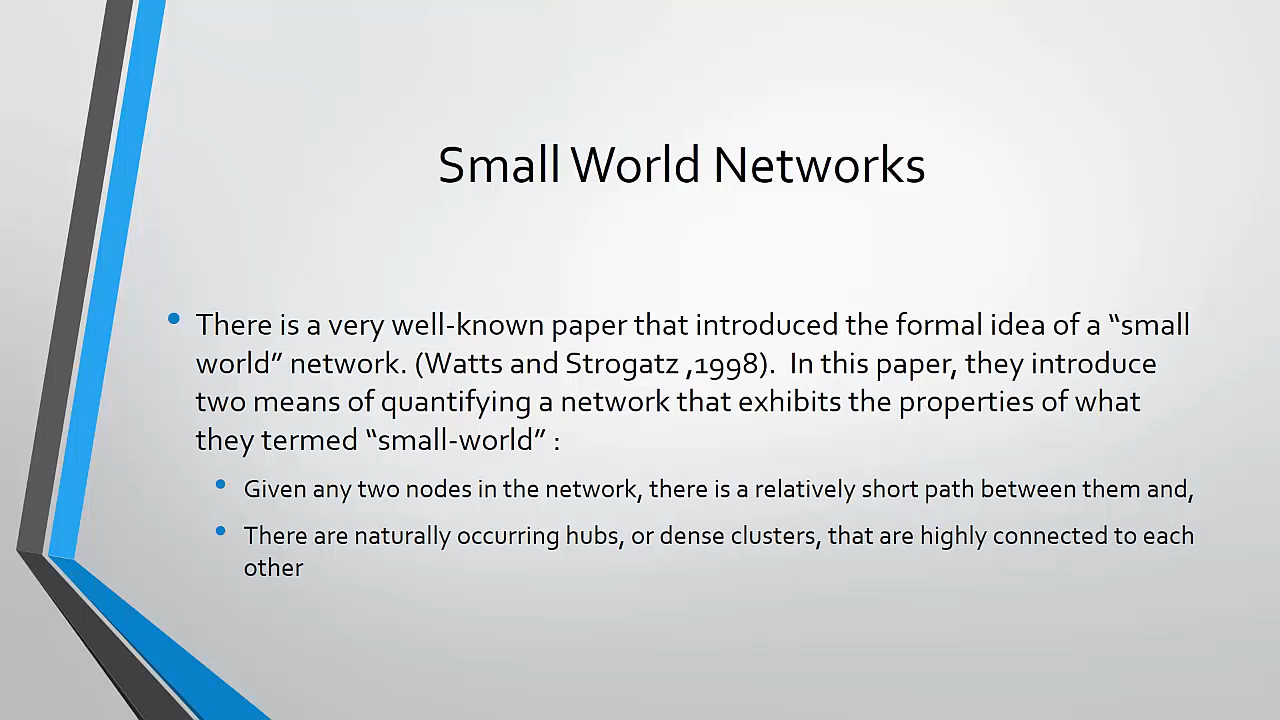 Small World Networks
• There is a very well-known paper that introduced the formal idea of a “small
world” network. (Watts and Strogatz ,1998).  In this paper, they introduce
two means of quantifying a network that exhibits the properties of what
they termed “small-world” :
• Given any two nodes in the network, there is a relatively short path between them and,
• There are naturally occurring hubs, or dense clusters, that are highly connected to each
other